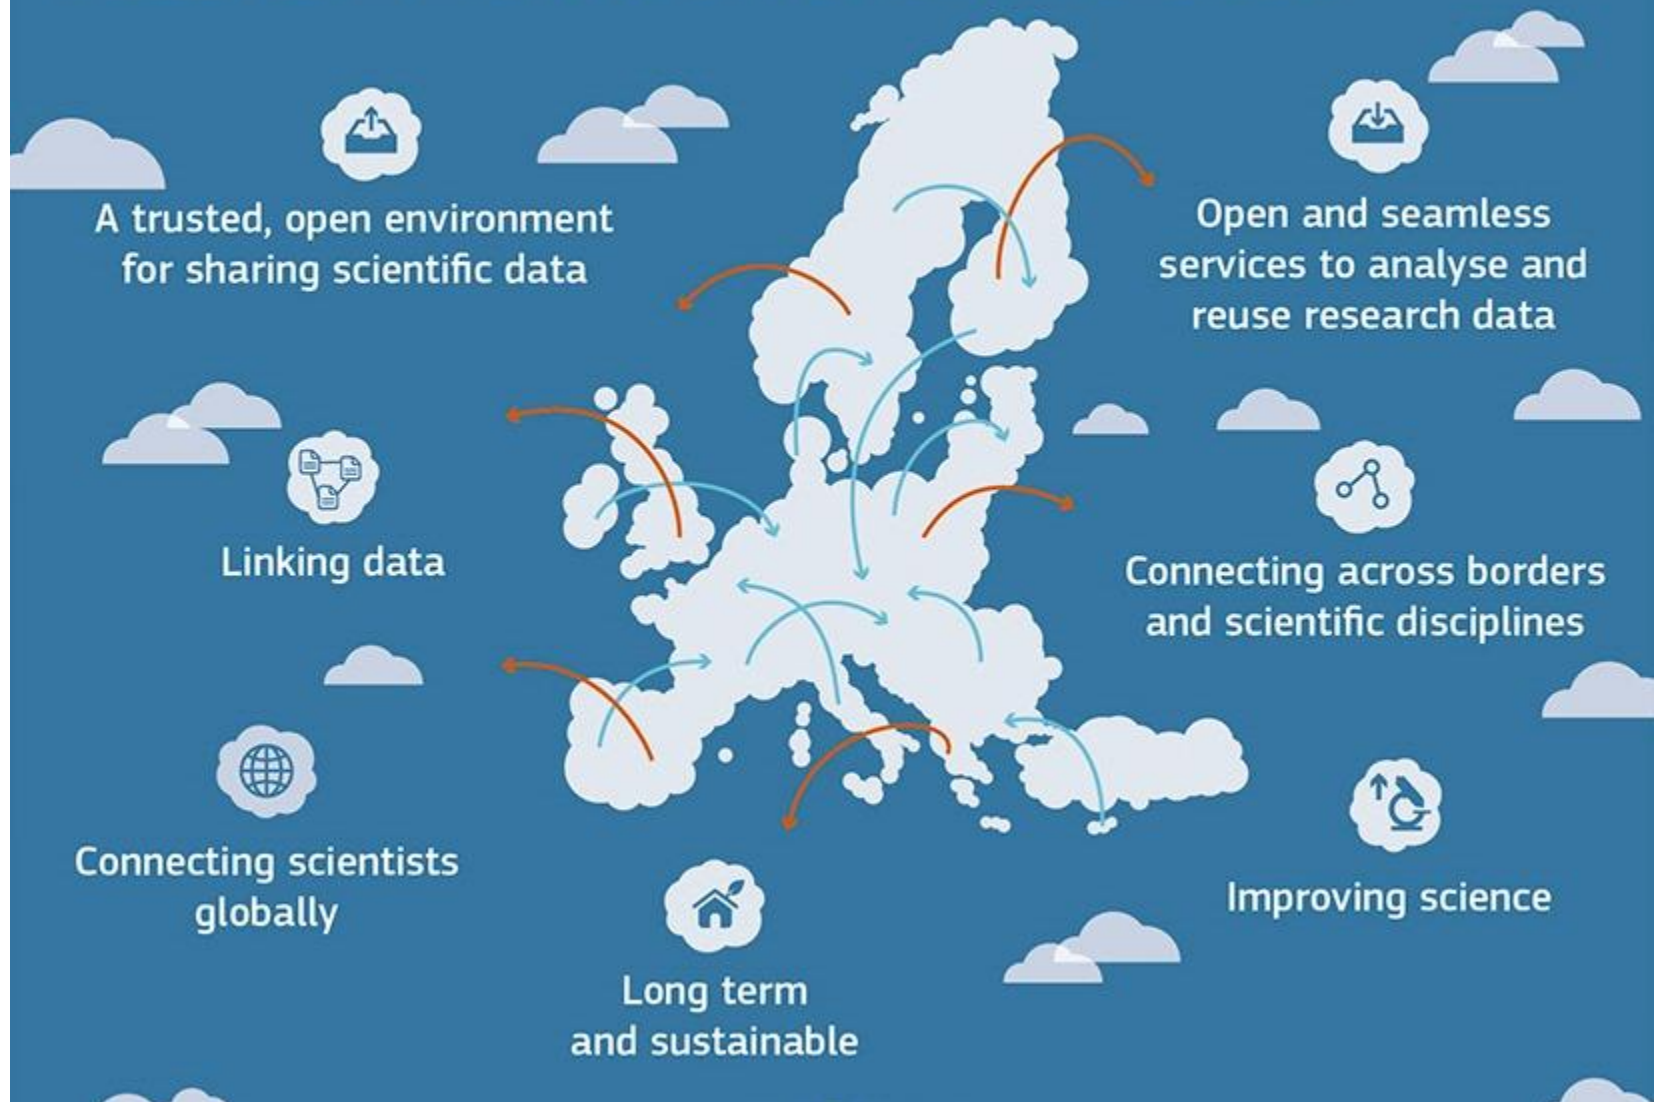 A trusted, open environment
for sharing scientific data
Open and seamless
services to analyse and
reuse research data
Linking data
Connecting across borders
and scientific disciplines
Connecting scientists
globally
Improving science
Long term
and sustainable